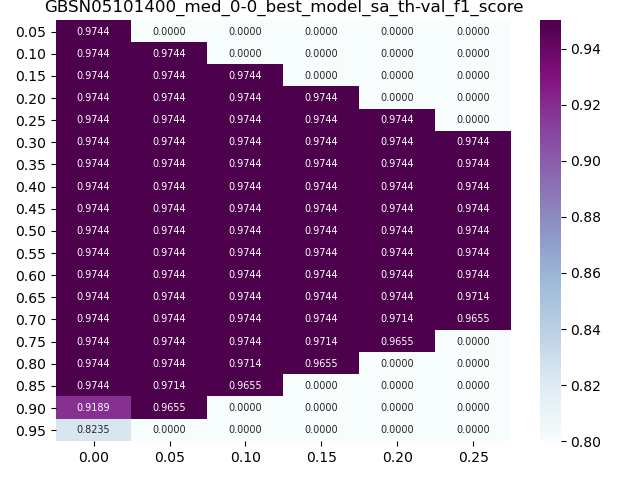 GBSN05101400_med_0-0_best_model_sa_th-val_f1_score
0.05 0.9744 0.0000 0.0000 0.0000 0.0000 0.0000
0.10 0.9744 0.9744 0.0000 0.0000 0.0000 0.0000
0.15 0.9744 0.9744 0.9744 0.0000 0.0000 0.0000
0.20 0.9744 0.9744 0.9744 0.9744 0.0000 0.0000
0.25 0.9744 0.9744 0.9744 0.9744 0.9744 0.0000
0.30 0.9744 0.9744 0.9744 0.9744 0.9744 0.9744
0.35 0.9744 0.9744 0.9744 0.9744 0.9744 0.9744
0.40 0.9744 0.9744 0.9744 0.9744 0.9744 0.9744
0.45 0.9744 0.9744 0.9744 0.9744 0.9744 0.9744
0.50 0.9744 0.9744 0.9744 0.9744 0.9744 0.9744
0.55 0.9744 0.9744 0.9744 0.9744 0.9744 0.9744
0.60 0.9744 0.9744 0.9744 0.9744 0.9744 0.9744
0.65 0.9744 0.9744 0.9744 0.9744 0.9744 0.9714
0.70 0.9744 0.9744 0.9744 0.9744 0.9714 0.9655
0.75 0.9744 0.9744 0.9744 0.9714 0.9655 0.0000
0.80 0.9744 0.9744 0.9714 0.9655 0.0000 0.0000
0.85 0.9744 0.9714 0.9655 0.0000 0.0000 0.0000
0.90 0.9189 0.9655 0.0000 0.0000 0.0000 0.0000
0.95 0.8235 0.0000 0.0000 0.0000 0.0000 0.0000
0.00 0.05 0.10 0.15 0.20 0.25
0.94
0.92
0.90
0.88
0.86
0.84
0.82
0.80